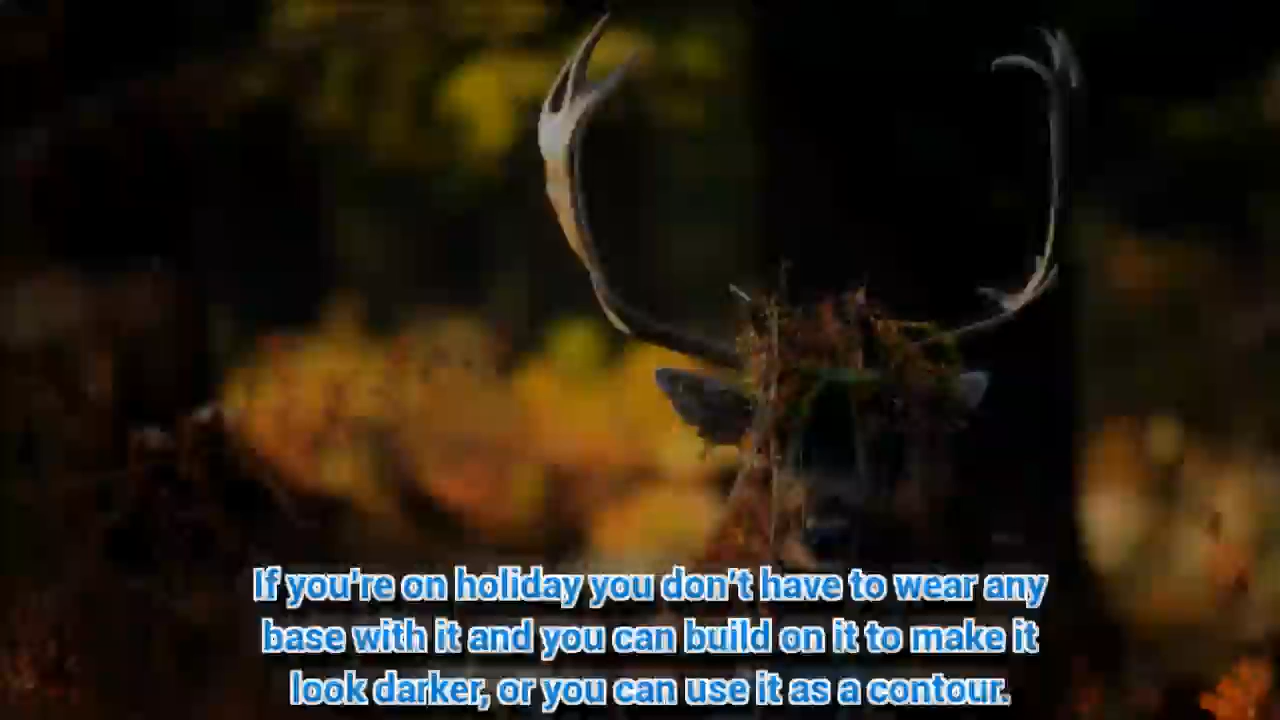 If you're on holiday you don't have to wear any
base with it and you can build on it to make it
look darker, or you can use it as a contour.